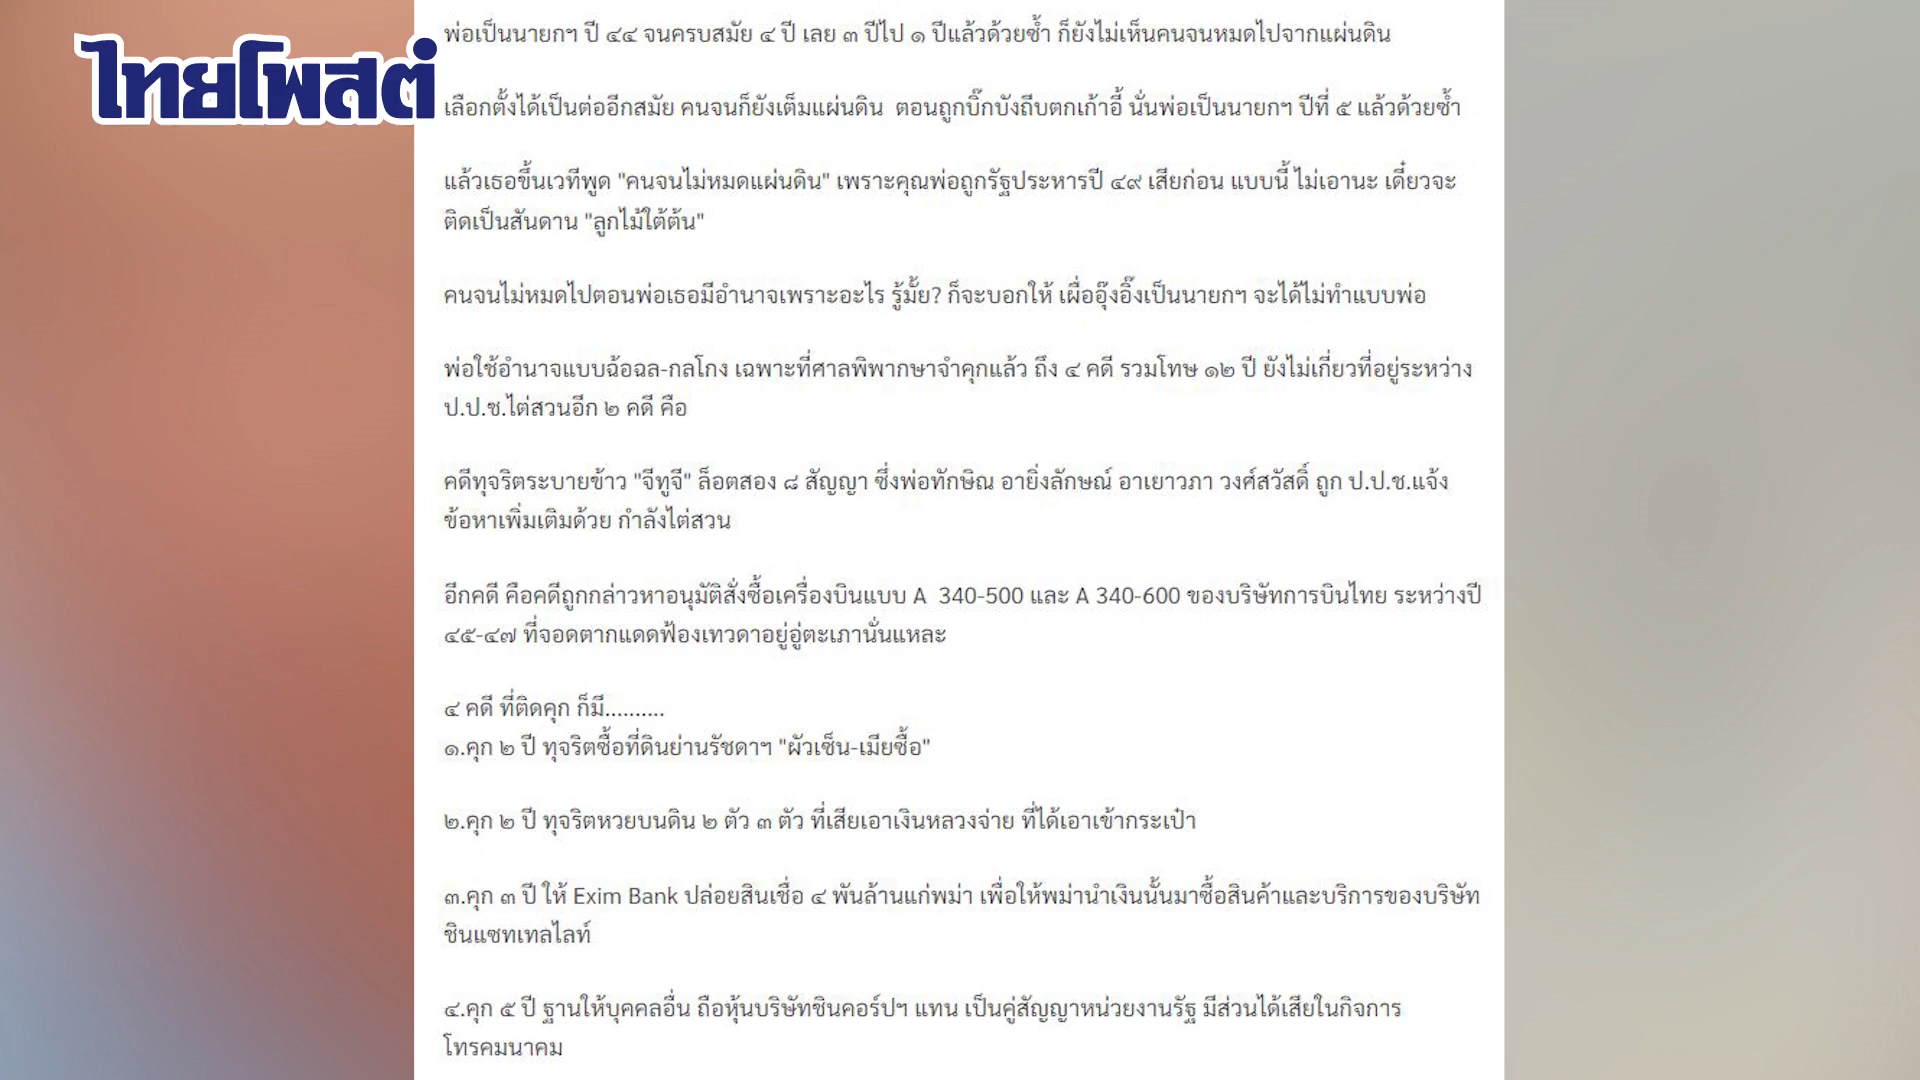 ไทยโพสต์
พ่อเป็นนายกฯ ปี ๔๔ จนครบสมัย ๔ ปี เลย ๓ ปีไป ๑ ปีแล้วด้วยซ้ำ ก็ยังไม่เห็นคนจนหมดไปจากแผ่นดิน
เลือกตั้งได้เป็นต่ออีกสมัย คนจนก็ยังเต็มแผ่นดิน ตอนถูกบิ๊กบังถีบตกเก้าอี้ นั่นพ่อเป็นนายกฯ ปีที่ ๕ แล้วด้วยซ้ำ
แล้วเธอขึ้นเวทีพูด "คนจนไม่หมดแผ่นดิน" เพราะคุณพ่อถูกรัฐประหารปี ๔๙ เสียก่อน แบบนี้ ไม่เอานะ เดี๋ยวจะ
ติดเป็นสันดาน "ลูกไม้ใต้ต้น"
คนจนไม่หมดไปตอนพ่อเธอมีอำนาจเพราะอะไร รู้มั้ย? ก็จะบอกให้ เผื่ออุ๊งอิ๊งเป็นนายกฯ จะได้ไม่ทำแบบพ่อ
พ่อใช้อำนาจแบบฉ้อฉล-กลโกง เฉพาะที่ศาลพิพากษาจำคุกแล้ว ถึง ๔ คดี รวมโทษ ๑๒ ปี ยังไม่เกี่ยวที่อยู่ระหว่าง
ป.ป.ช.ไต่สวนอีก ๒ คดี คือ
คดีทุจริตระบายข้าว "จีทูจี" ล็อตสอง ๘ สัญญา ซึ่งพ่อทักษิณ อายิ่งลักษณ์ อาเยาวภา วงศ์สวัสดิ์ ถูก ป.ป.ช.แจ้ง
ข้อหาเพิ่มเติมด้วย กำลังไต่สวน
อีกคดี คือคดีถูกกล่าวหาอนุมัติสั่งซื้อเครื่องบินแบบ A 340-500 และ A 340-600 ของบริษัทการบินไทย ระหว่างปี
๔๕-๔๗ ที่จอดตากแดดฟ้องเทวดาอยู่อู่ตะเภานั่นแหละ
๔ คดี ที่ติดคุก ก็มี..........
๑.คุก ๒ ปี ทุจริตซื้อที่ดินย่านรัชดาฯ "ผัวเซ็น-เมียซื้อ"
๒.คุก ๒ ปี ทุจริตหวยบนดิน ๒ ตัว ๓ ตัว ที่เสียเอาเงินหลวงจ่าย ที่ได้เอาเข้ากระเป๋า
๓.คุก ๓ ปี ให้ Exim Bank ปล่อยสินเชื่อ ๔ พันล้านแก่พม่า เพื่อให้พม่านำเงินนั้นมาซื้อสินค้าและบริการของบริษัท
ชินแซทเทลไลท์
๔.คุก ๕ ปี ฐานให้บุคคลอื่น ถือหุ้นบริษัทชินคอร์ปฯ แทน เป็นคู่สัญญาหน่วยงานรัฐ มีส่วนได้เสียในกิจการ
โทรคมนาคม